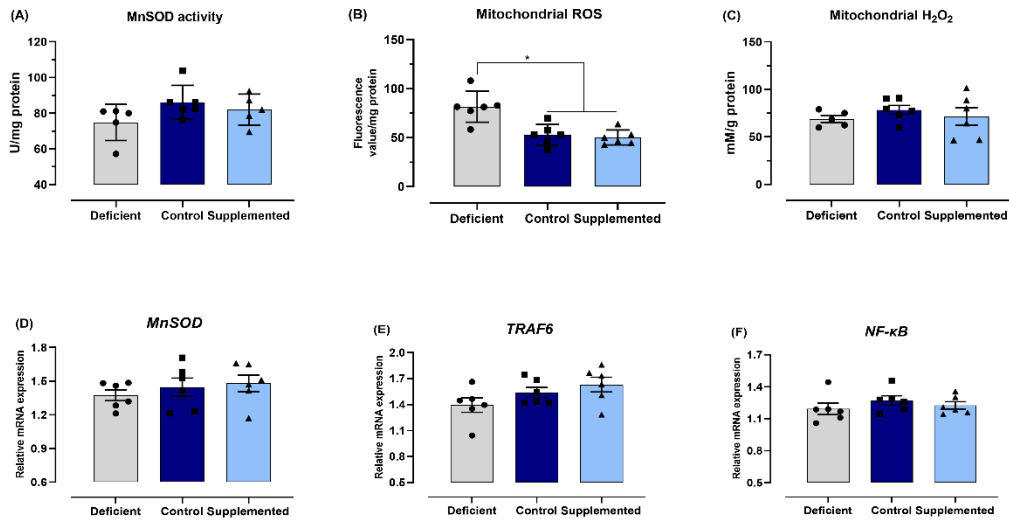 (A)
MnSOD activity
U/mg protein
120
100
80
60
40
Deficient
Control
Supplemented
(B)
Mitochondrial ROS
Fluorescence
value/mg protein
150
100
50
0
*
Deficient
Control
Supplemented
(C)
Mitochondrial H₂O₂
mM/g protein
150
100
50
0
Deficient
Control
Supplemented
(D)
MnSOD
Relative mRNA expression
1.8
1.5
1.2
0.9
0.6
Deficient
Control
Supplemented
(E)
TRAF6
Relative mRNA expression
2.0
1.7
1.4
1.1
0.8
0.5
Deficient
Control
Supplemented
(F)
NF-κB
Relative mRNA expression
1.7
1.4
1.1
0.8
0.5
Deficient
Control
Supplemented